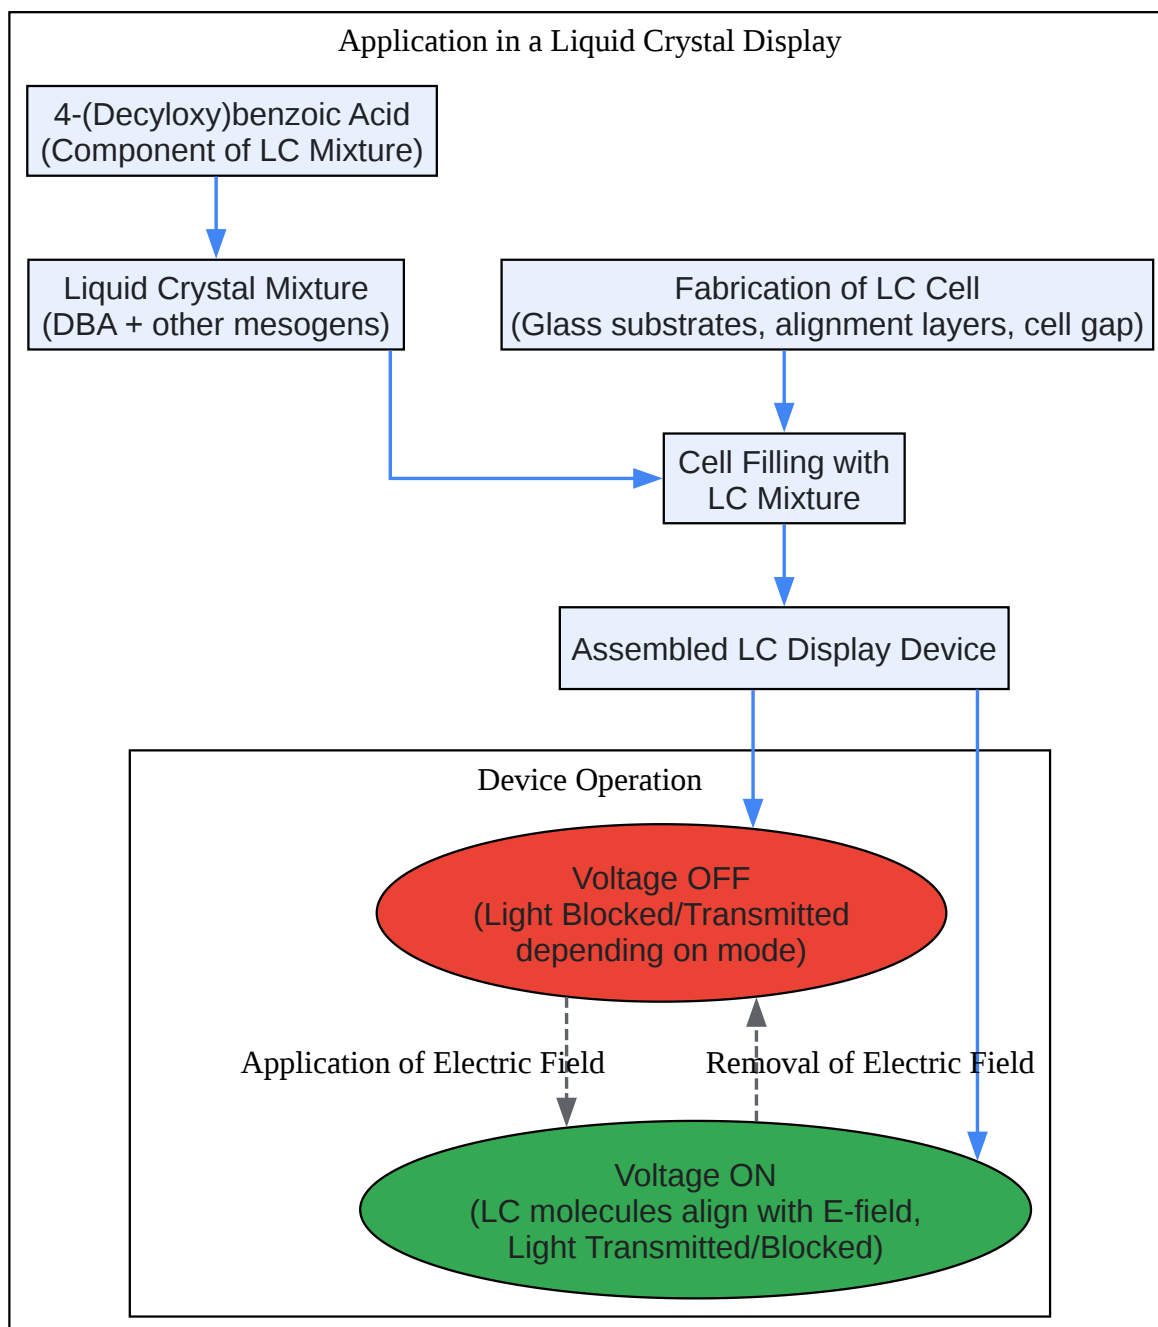 Application in a Liquid Crystal Display
4-(Decyloxy)benzoic Acid
(Component of LC Mixture)
Liquid Crystal Mixture
(DBA + other mesogens)
Fabrication of LC Cell
(Glass substrates, alignment layers, cell gap)
Cell Filling with
LC Mixture
Assembled LC Display Device
Device Operation
Voltage OFF
(Light Blocked/Transmitted
depending on mode)
Application of Electric Field
Removal of Electric Field
Voltage ON
(LC molecules align with E-field,
Light Transmitted/Blocked)